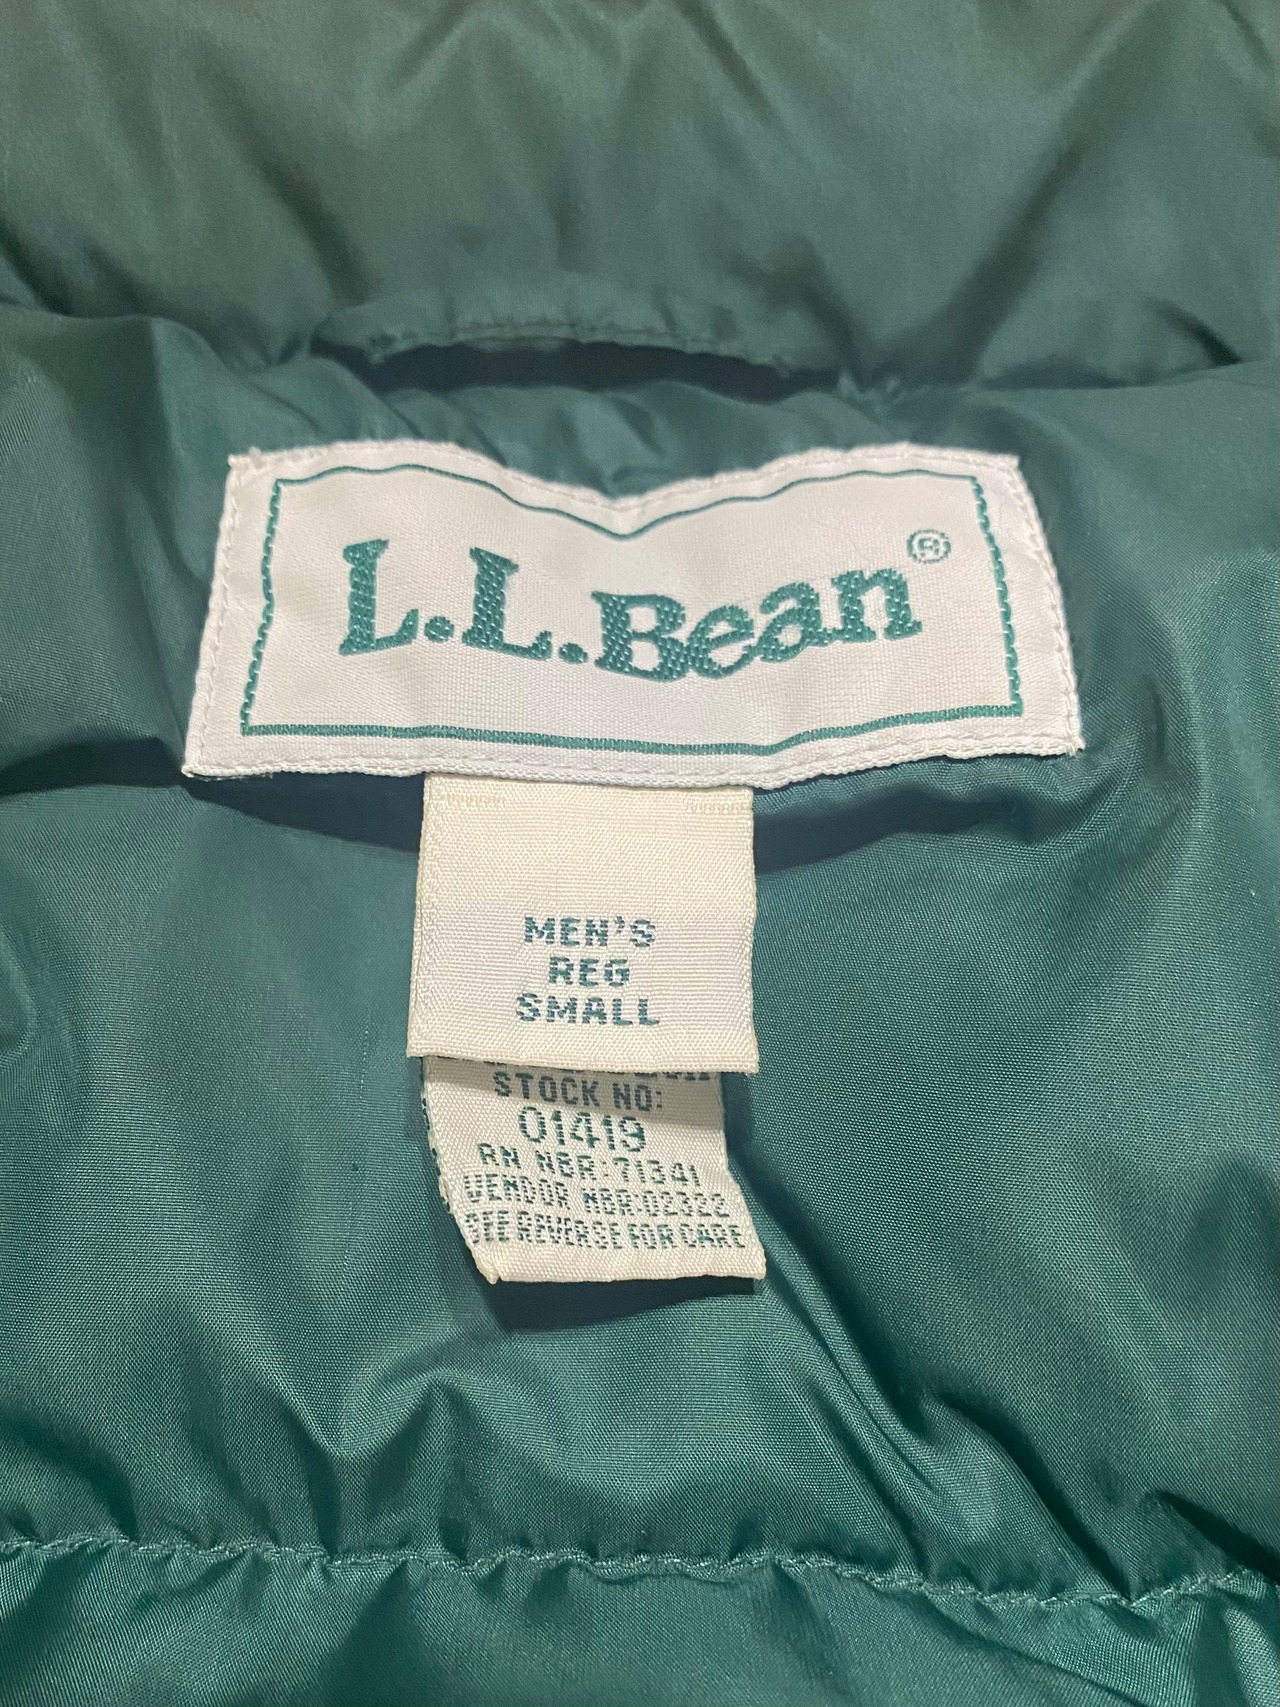 L.L.Bean®
MEN'S
REG
SMALL
STOCK NO:
01419
RN NBR:71341
VENDOR NBR:02322
SEE REVERSE FOR CARE